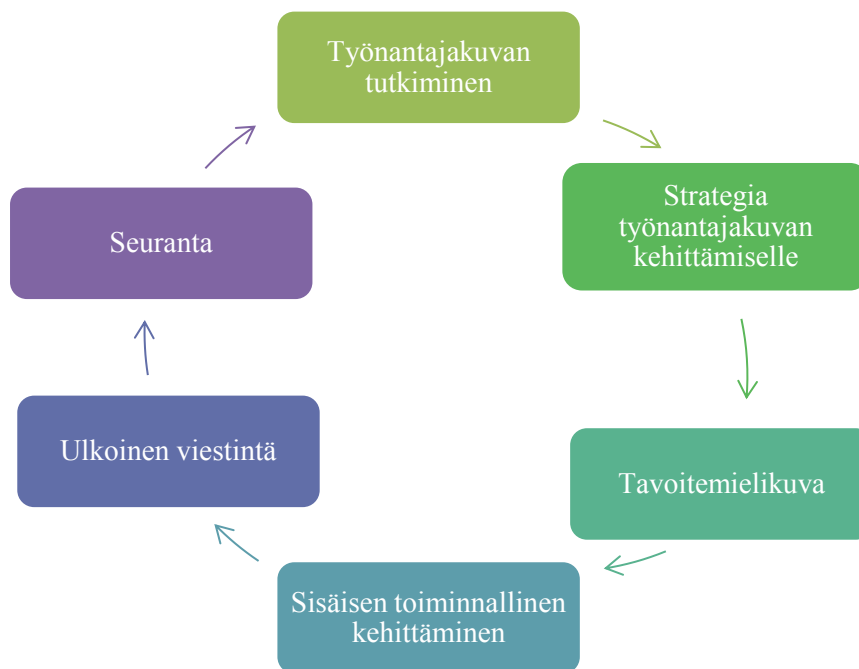 Työnantajakuvan
tutkiminen
Strategia
työnantajakuvan
kehittämiselle
Tavoitemielikuva
Sisäisen toiminnallinen
kehittäminen
Ulkoinen viestintä
Seuranta